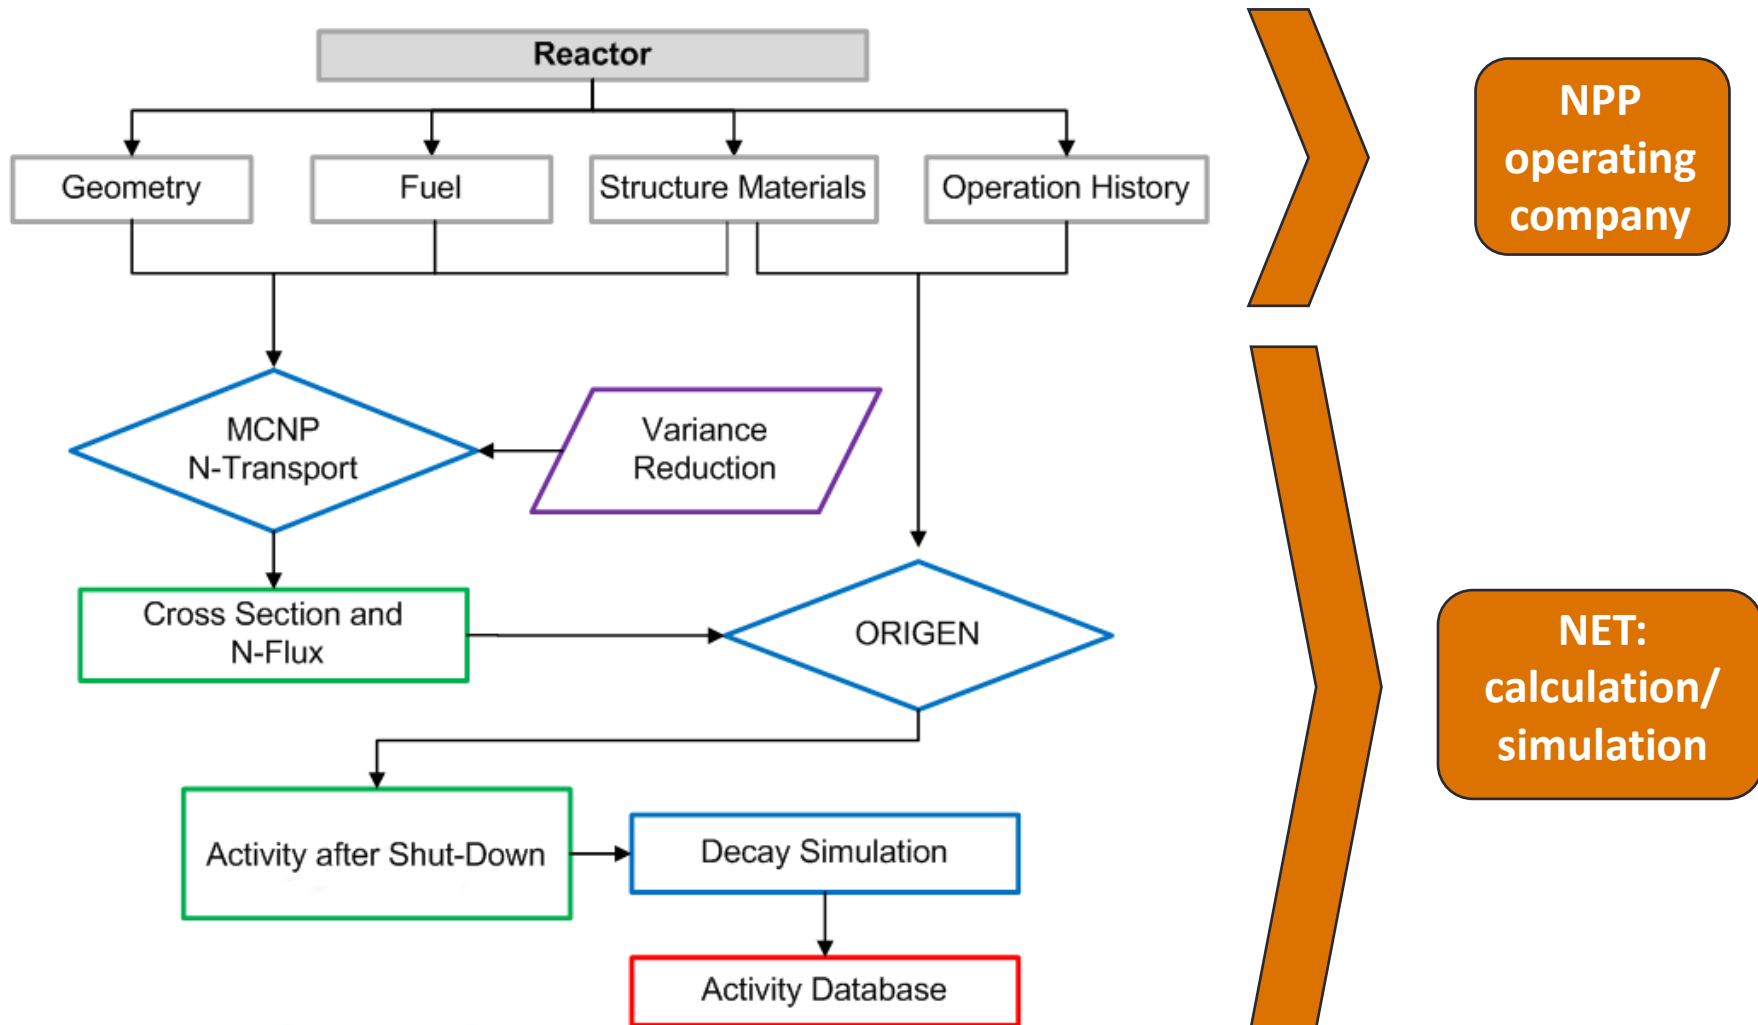 Reactor
Geometry
Fuel
Structure Materials
Operation History
NPP
operating
company
MCNP
N-Transport
Variance
Reduction
Cross Section and
N-Flux
ORIGEN
NET:
calculation/
simulation
Activity after Shut-Down
Decay Simulation
Activity Database